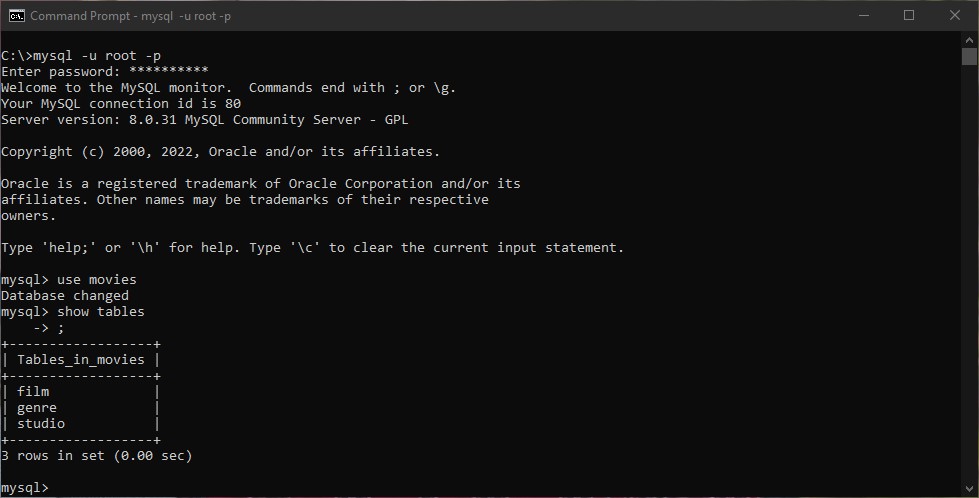 Command Prompt - mysql  -u root -p
C:\>mysql -u root -p
Enter password: **********
Welcome to the MySQL monitor.  Commands end with ; or \g.
Your MySQL connection id is 80
Server version: 8.0.31 MySQL Community Server - GPL
Copyright (c) 2000, 2022, Oracle and/or its affiliates.
Oracle is a registered trademark of Oracle Corporation and/or its
affiliates. Other names may be trademarks of their respective
owners.
Type 'help;' or '\h' for help. Type '\c' to clear the current input statement.
mysql> use movies
Database changed
mysql> show tables
    -> ;
+------------------+
| Tables_in_movies |
+------------------+
| film             |
| genre            |
| studio           |
+------------------+
3 rows in set (0.00 sec)
mysql>